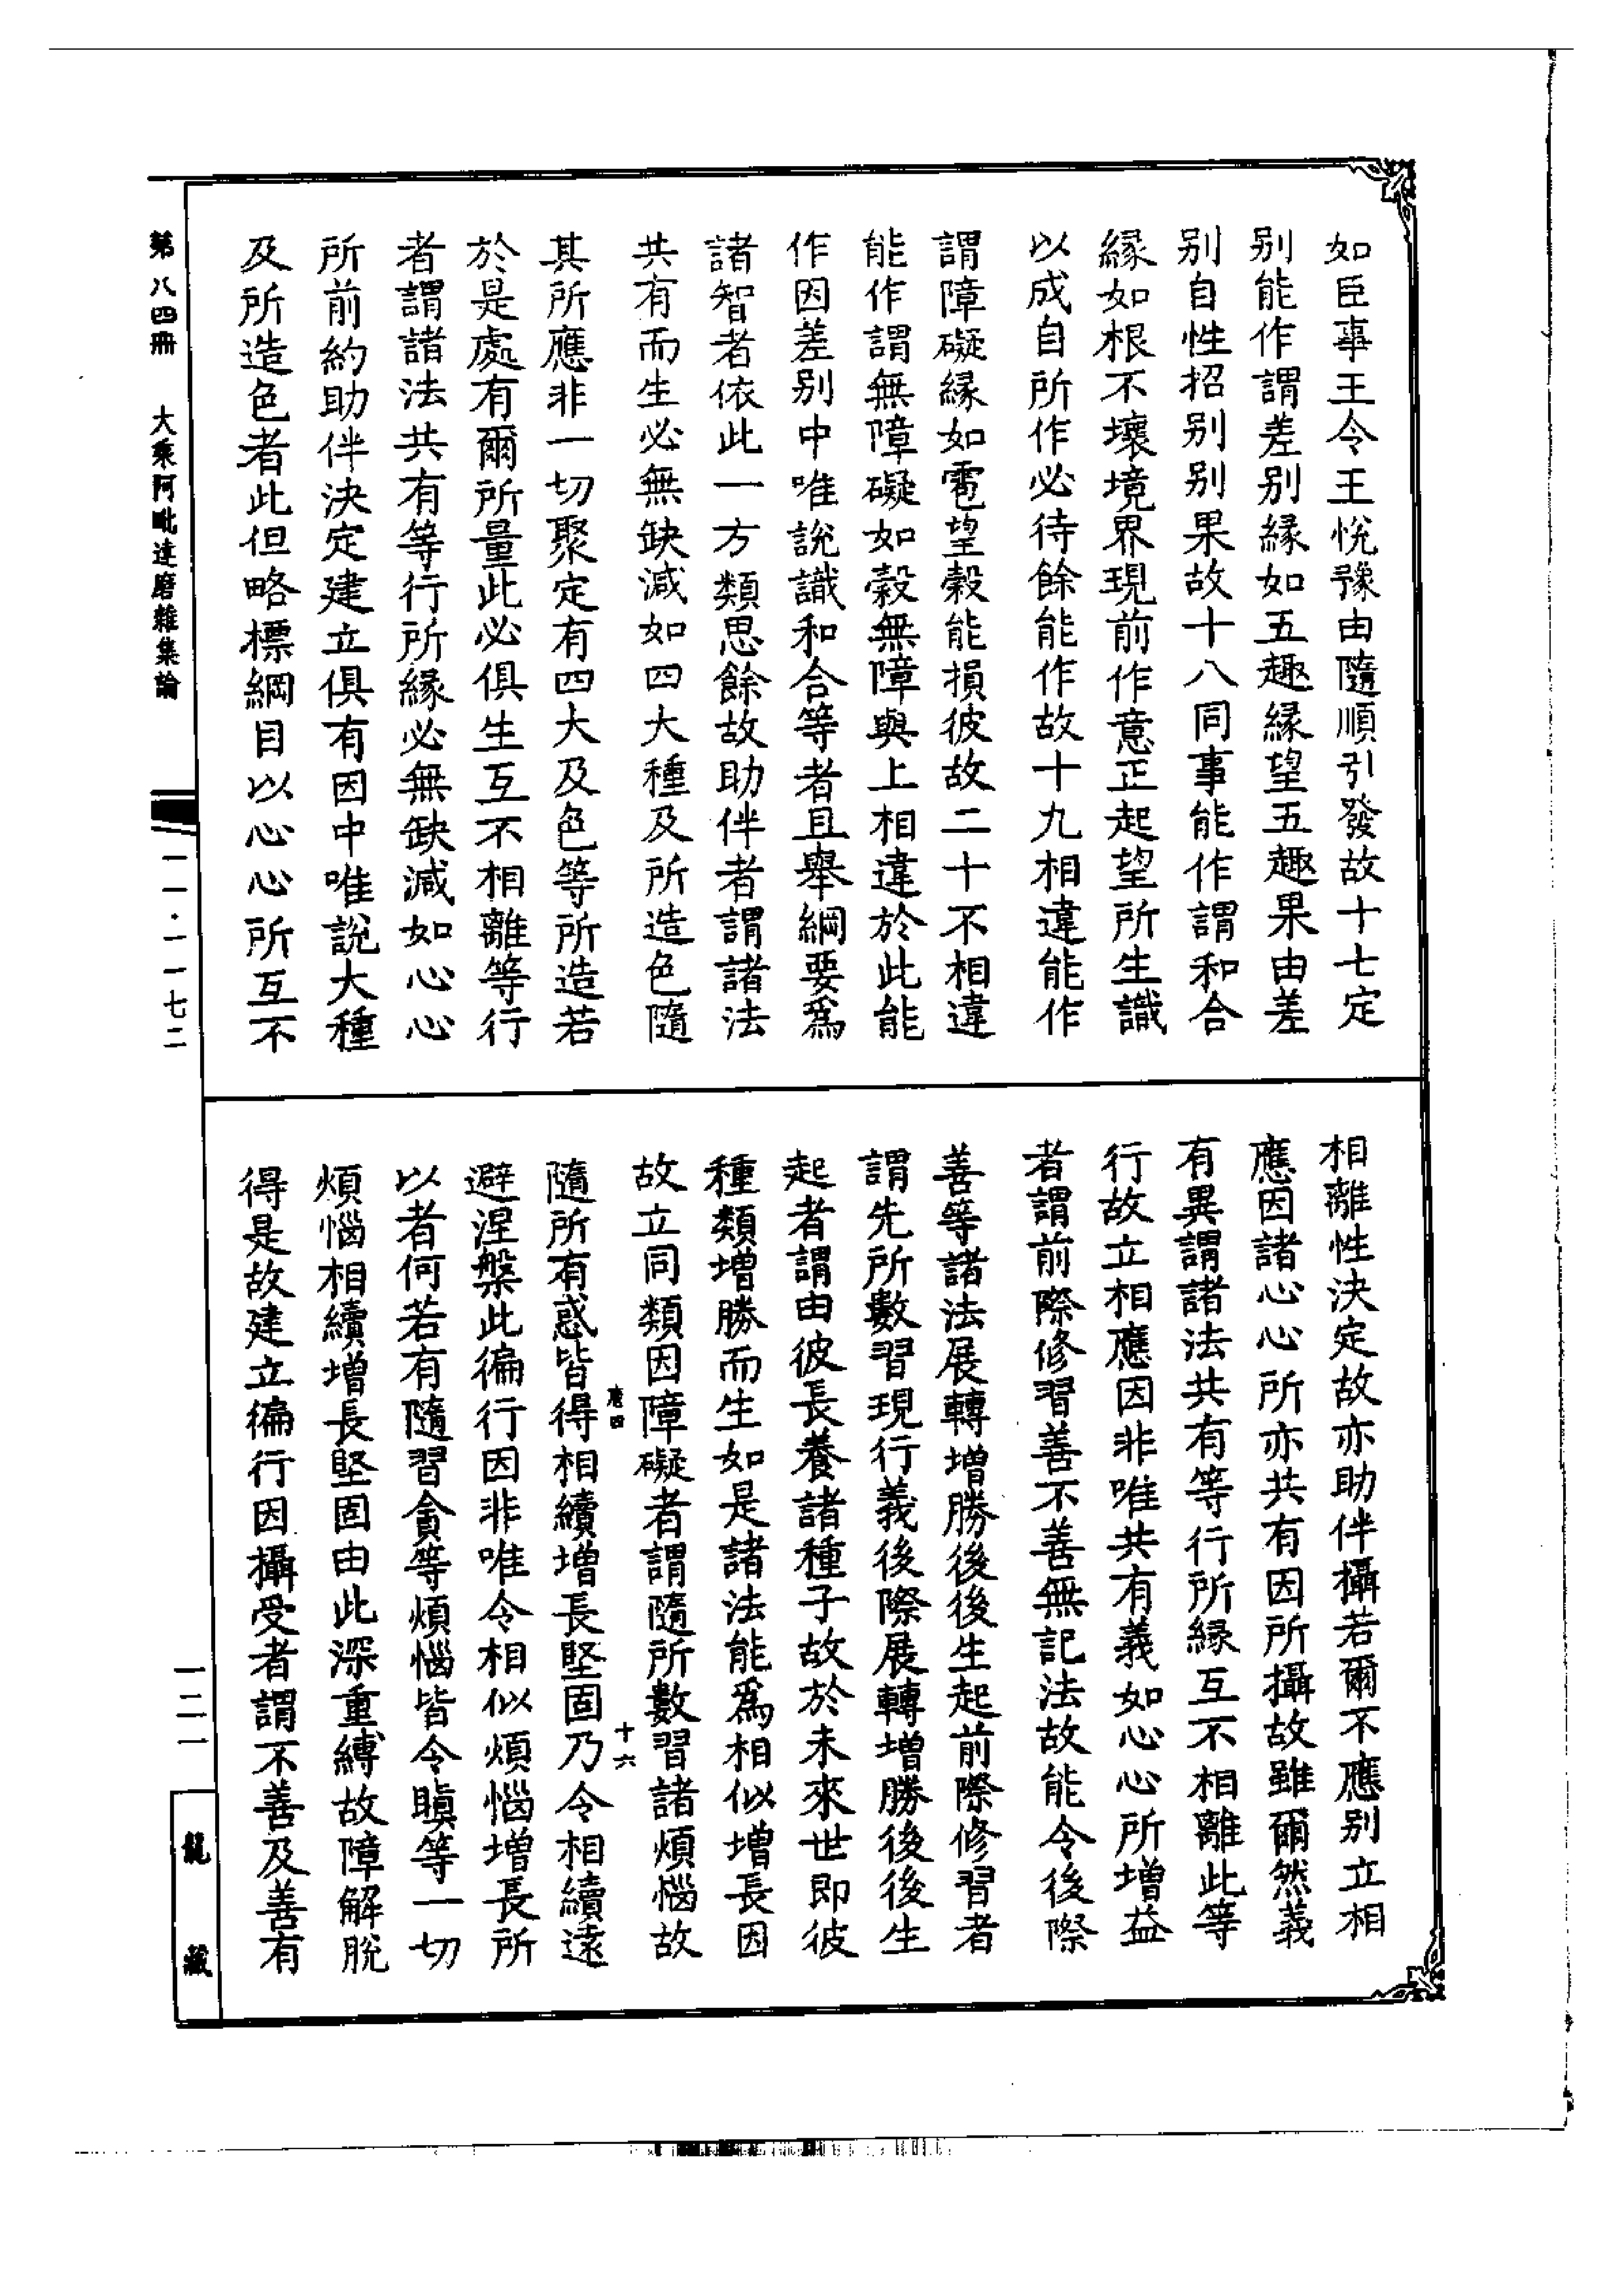 如臣事王令王悅豫由隨順引發故十七定
別能作謂差別緣如五趣緣望五趣果由差
別自性招別別果故十八同事能作謂和合
緣如根不壞境界現前作意正起望所生識
以成自所作必待餘能作故十九相違能作
謂障礙緣如雹望穀能損彼故二十不相違
能作謂無障礙如穀無障與上相違於此能
作因差別中唯說識和合等者且舉綱要爲
諸智者依此一方類思餘故助伴者謂諸法
共有而生必無缺減如四大種及所造色隨
其所應非一切聚定有四大及色等所造若
於是處有爾所量此必俱生互不相離等行
者謂諸法共有等行所緣必無缺減如心心
所前約助伴決定建立俱有因中唯說大種
及所造色者此但略標綱目以心心所互不
相離性決定故亦助伴攝若爾不應別立相
應因諸心心所亦共有因所攝故雖爾然義
有異謂諸法共有等行所緣互不相離此等
行故立相應因非唯共有義如心心所增益
者謂前際修習善不善無記法故能令後際
善等諸法展轉增勝後後生起前際修習者
謂先所數習現行義後際展轉增勝後後生
起者謂由彼長養諸種子故於未來世即彼
種類增勝而生如是諸法能爲相似增長因
故立同類因障礙者謂隨所數習諸煩惱故
隨所有惑皆得相續增長堅固乃令相續遠
避涅槃此徧行因非唯令相似煩惱增長所
以者何若有隨習貪等煩惱皆令瞋等一切
煩惱相續增長堅固由此深重縛故障解脫
得是故建立徧行因攝受者謂不善及善有
十六
第八四冊　大乘阿毗達磨雜集論
一一·一一七二
一二一
龍藏